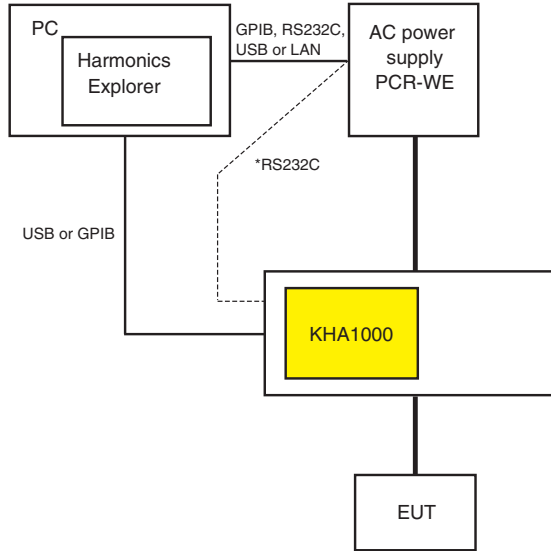 PC
Harmonics
Explorer
GPIB, RS232C,
USB or LAN
AC power
supply
PCR-WE
*RS232C
USB or GPIB
KHA1000
EUT